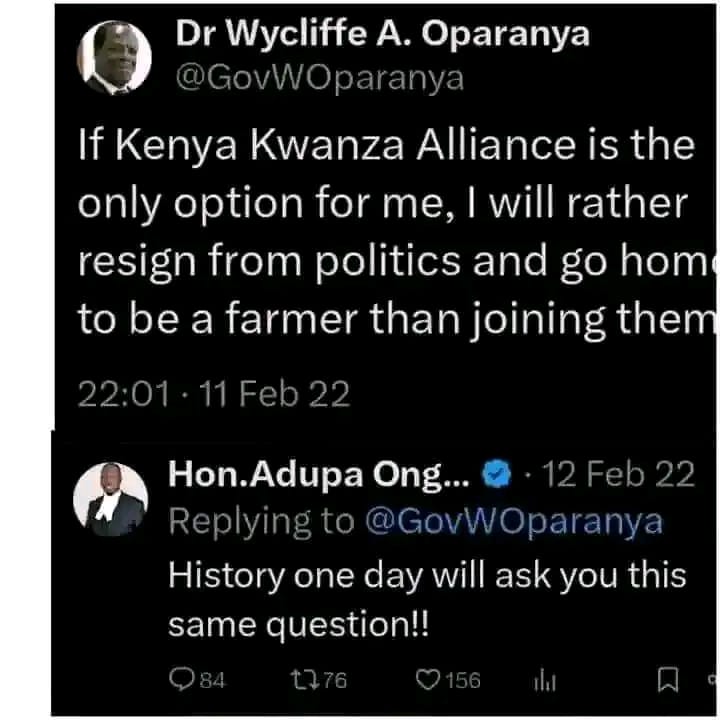 Dr Wycliffe A. Oparanya
@GovWOparanya
If Kenya Kwanza Alliance is the
only option for me, I will rather
resign from politics and go hom
to be a farmer than joining them
22:01 · 11 Feb 22
Hon.Adupa Ong... · 12 Feb 22
Replying to @GovWOparanya
History one day will ask you this
same question!!
84 76 156